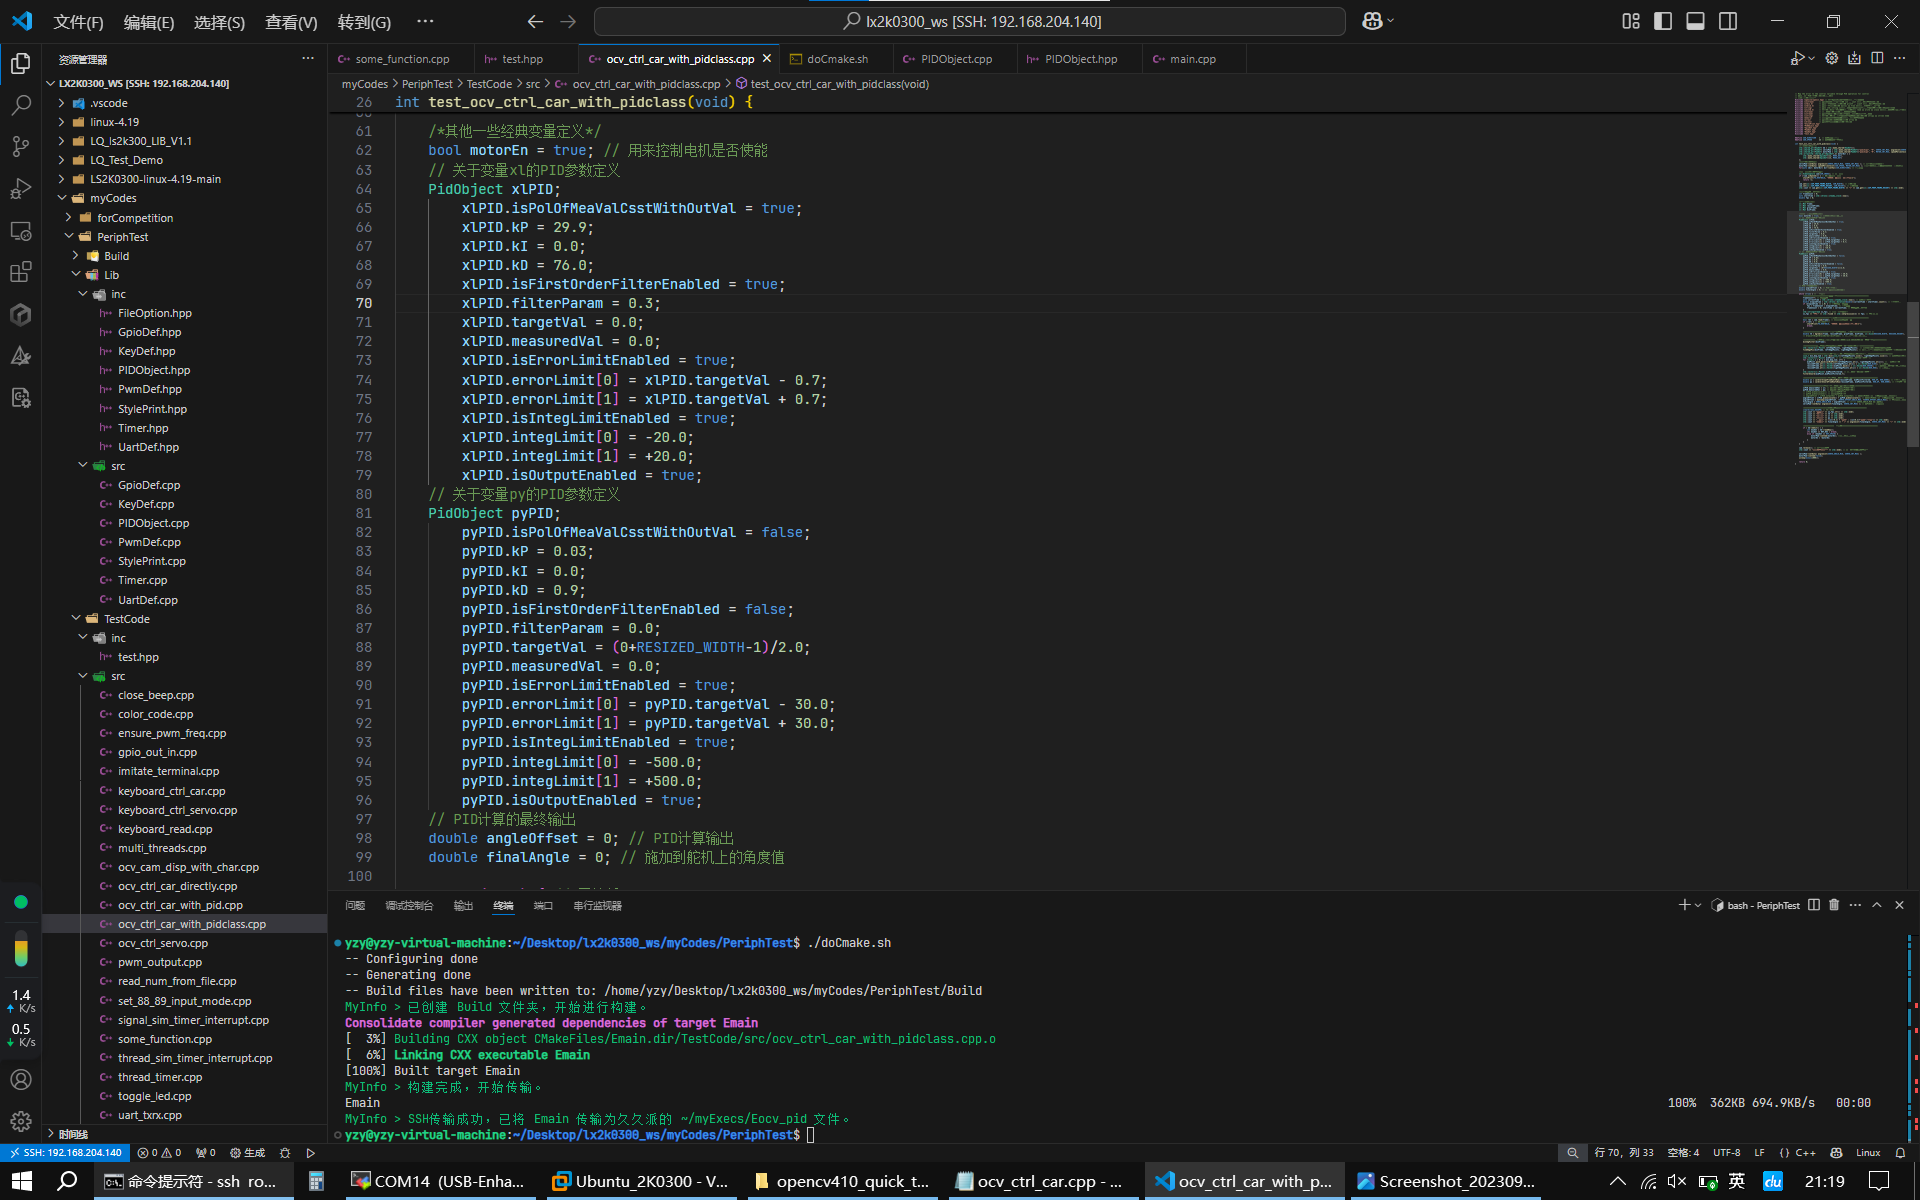 文件(F) 编辑(E) 选择(S) 查看(V) 转到(G) ··· lx2k0300_ws [SSH: 192.168.204.140]
资源管理器 ···
LX2K0300_WS [SSH: 192.168.204.140]
.vscode
linux-4.19
LQ_ls2k300_LIB_V1.1
LQ_Test_Demo
LS2K0300-linux-4.19-main
myCodes
forCompetition
PeriphTest
Build
Lib
inc
FileOption.hpp
GpioDef.hpp
KeyDef.hpp
PIDObject.hpp
PwmDef.hpp
StylePrint.hpp
Timer.hpp
UartDef.hpp
src
GpioDef.cpp
KeyDef.cpp
PIDObject.cpp
PwmDef.cpp
StylePrint.cpp
Timer.cpp
UartDef.cpp
TestCode
inc
test.hpp
src
close_beep.cpp
color_code.cpp
ensure_pwm_freq.cpp
gpio_out_in.cpp
imitate_terminal.cpp
keyboard_ctrl_car.cpp
keyboard_ctrl_servo.cpp
keyboard_read.cpp
multi_threads.cpp
ocv_cam_disp_with_char.cpp
ocv_ctrl_car_directly.cpp
ocv_ctrl_car_with_pid.cpp
ocv_ctrl_car_with_pidclass.cpp
ocv_ctrl_servo.cpp
pwm_output.cpp
read_num_from_file.cpp
set_88_89_input_mode.cpp
signal_sim_timer_interrupt.cpp
some_function.cpp
thread_sim_timer_interrupt.cpp
thread_timer.cpp
toggle_led.cpp
uart_txrx.cpp
时间线
1.4
K/s
0.5
K/s
some_function.cpp test.hpp ocv_ctrl_car_with_pidclass.cpp doCmake.sh PIDObject.cpp PIDObject.hpp main.cpp
myCodes > PeriphTest > TestCode > src > ocv_ctrl_car_with_pidclass.cpp > test_ocv_ctrl_car_with_pidclass(void)
26 int test_ocv_ctrl_car_with_pidclass(void) {
61 /*其他一些经典变量定义*/
62 bool motorEn = true; // 用来控制电机是否使能
63 // 关于变量xl的PID参数定义
64 PidObject xlPID;
65 xlPID.isPolOfMeaValCsstWithOutVal = true;
66 xlPID.kP = 29.9;
67 xlPID.kI = 0.0;
68 xlPID.kD = 76.0;
69 xlPID.isFirstOrderFilterEnabled = true;
70 xlPID.filterParam = 0.3;
71 xlPID.targetVal = 0.0;
72 xlPID.measuredVal = 0.0;
73 xlPID.isErrorLimitEnabled = true;
74 xlPID.errorLimit[0] = xlPID.targetVal - 0.7;
75 xlPID.errorLimit[1] = xlPID.targetVal + 0.7;
76 xlPID.isIntegLimitEnabled = true;
77 xlPID.integLimit[0] = -20.0;
78 xlPID.integLimit[1] = +20.0;
79 xlPID.isOutputEnabled = true;
80 // 关于变量py的PID参数定义
81 PidObject pyPID;
82 pyPID.isPolOfMeaValCsstWithOutVal = false;
83 pyPID.kP = 0.03;
84 pyPID.kI = 0.0;
85 pyPID.kD = 0.9;
86 pyPID.isFirstOrderFilterEnabled = false;
87 pyPID.filterParam = 0.0;
88 pyPID.targetVal = (0+RESIZED_WIDTH-1)/2.0;
89 pyPID.measuredVal = 0.0;
90 pyPID.isErrorLimitEnabled = true;
91 pyPID.errorLimit[0] = pyPID.targetVal - 30.0;
92 pyPID.errorLimit[1] = pyPID.targetVal + 30.0;
93 pyPID.isIntegLimitEnabled = true;
94 pyPID.integLimit[0] = -500.0;
95 pyPID.integLimit[1] = +500.0;
96 pyPID.isOutputEnabled = true;
97 // PID计算的最终输出
98 double angleOffset = 0; // PID计算输出
99 double finalAngle = 0; // 施加到舵机上的角度值
100
问题 调试控制台 输出 终端 端口 串行监视器 bash - PeriphTest
yzy@yzy-virtual-machine:~/Desktop/lx2k0300_ws/myCodes/PeriphTest$ ./doCmake.sh
-- Configuring done
-- Generating done
-- Build files have been written to: /home/yzy/Desktop/lx2k0300_ws/myCodes/PeriphTest/Build
MyInfo > 已创建 Build 文件夹，开始进行构建。
Consolidate compiler generated dependencies of target Emain
[  3%] Building CXX object CMakeFiles/Emain.dir/TestCode/src/ocv_ctrl_car_with_pidclass.cpp.o
[  6%] Linking CXX executable Emain
[100%] Built target Emain
MyInfo > 构建完成，开始传输。
Emain 100% 362KB 694.9KB/s 00:00
MyInfo > SSH传输成功，已将 Emain 传输为久久派的 ~/myExecs/Eocv_pid 文件。
yzy@yzy-virtual-machine:~/Desktop/lx2k0300_ws/myCodes/PeriphTest$
SSH: 192.168.204.140 0 0 0 生成 行 70，列 33 空格: 4 UTF-8 LF {} C++ Linux
命令提示符 - ssh ro... COM14 (USB-Enha... Ubuntu_2K0300 - V... opencv410_quick_t... ocv_ctrl_car.cpp - ... ocv_ctrl_car_with_p... Screenshot_202309... 英 du 21:19